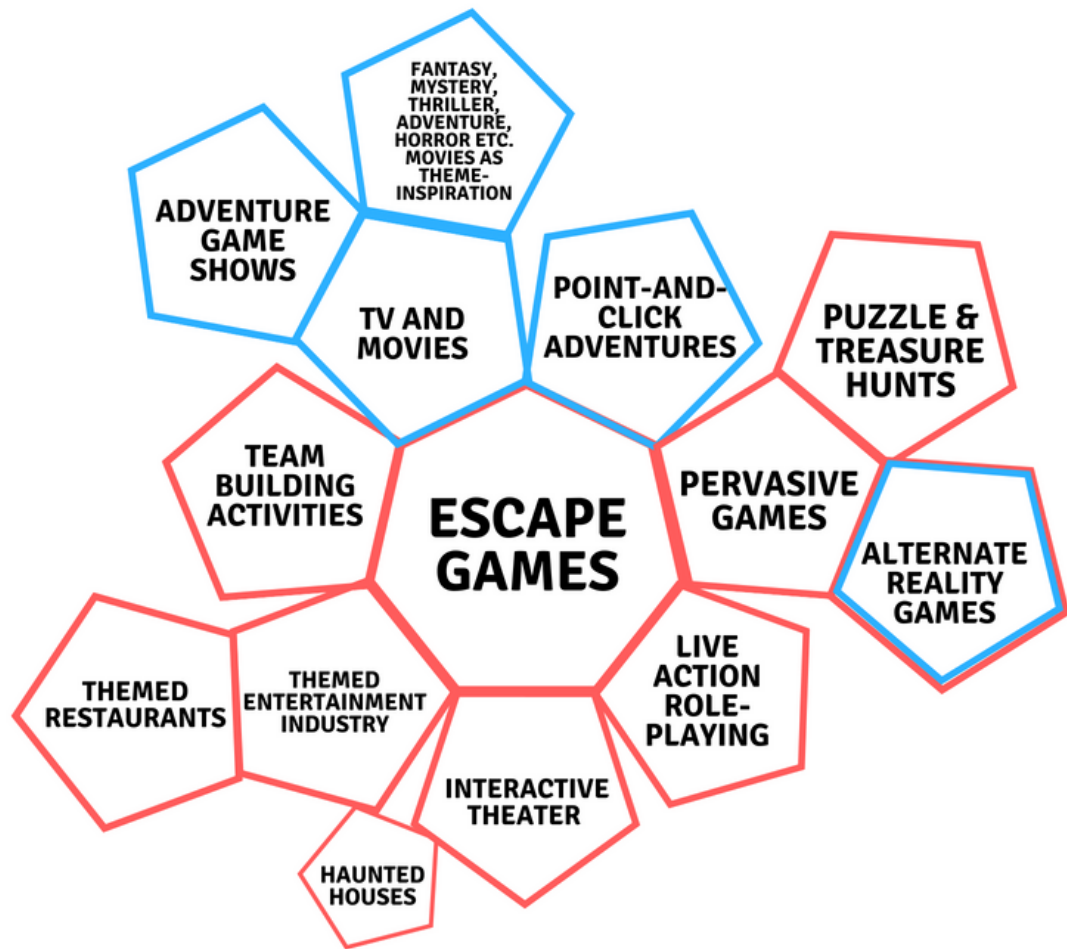 FANTASY,
MYSTERY,
THRILLER,
ADVENTURE,
HORROR ETC.
MOVIES AS
THEME-
INSPIRATION
ADVENTURE
GAME
SHOWS
TV AND
MOVIES
POINT-AND-
CLICK
ADVENTURES
PUZZLE &
TREASURE
HUNTS
TEAM
BUILDING
ACTIVITIES
ESCAPE
GAMES
PERVASIVE
GAMES
ALTERNATE
REALITY
GAMES
THEMED
RESTAURANTS
THEMED
ENTERTAINMENT
INDUSTRY
LIVE
ACTION
ROLE-
PLAYING
INTERACTIVE
THEATER
HAUNTED
HOUSES